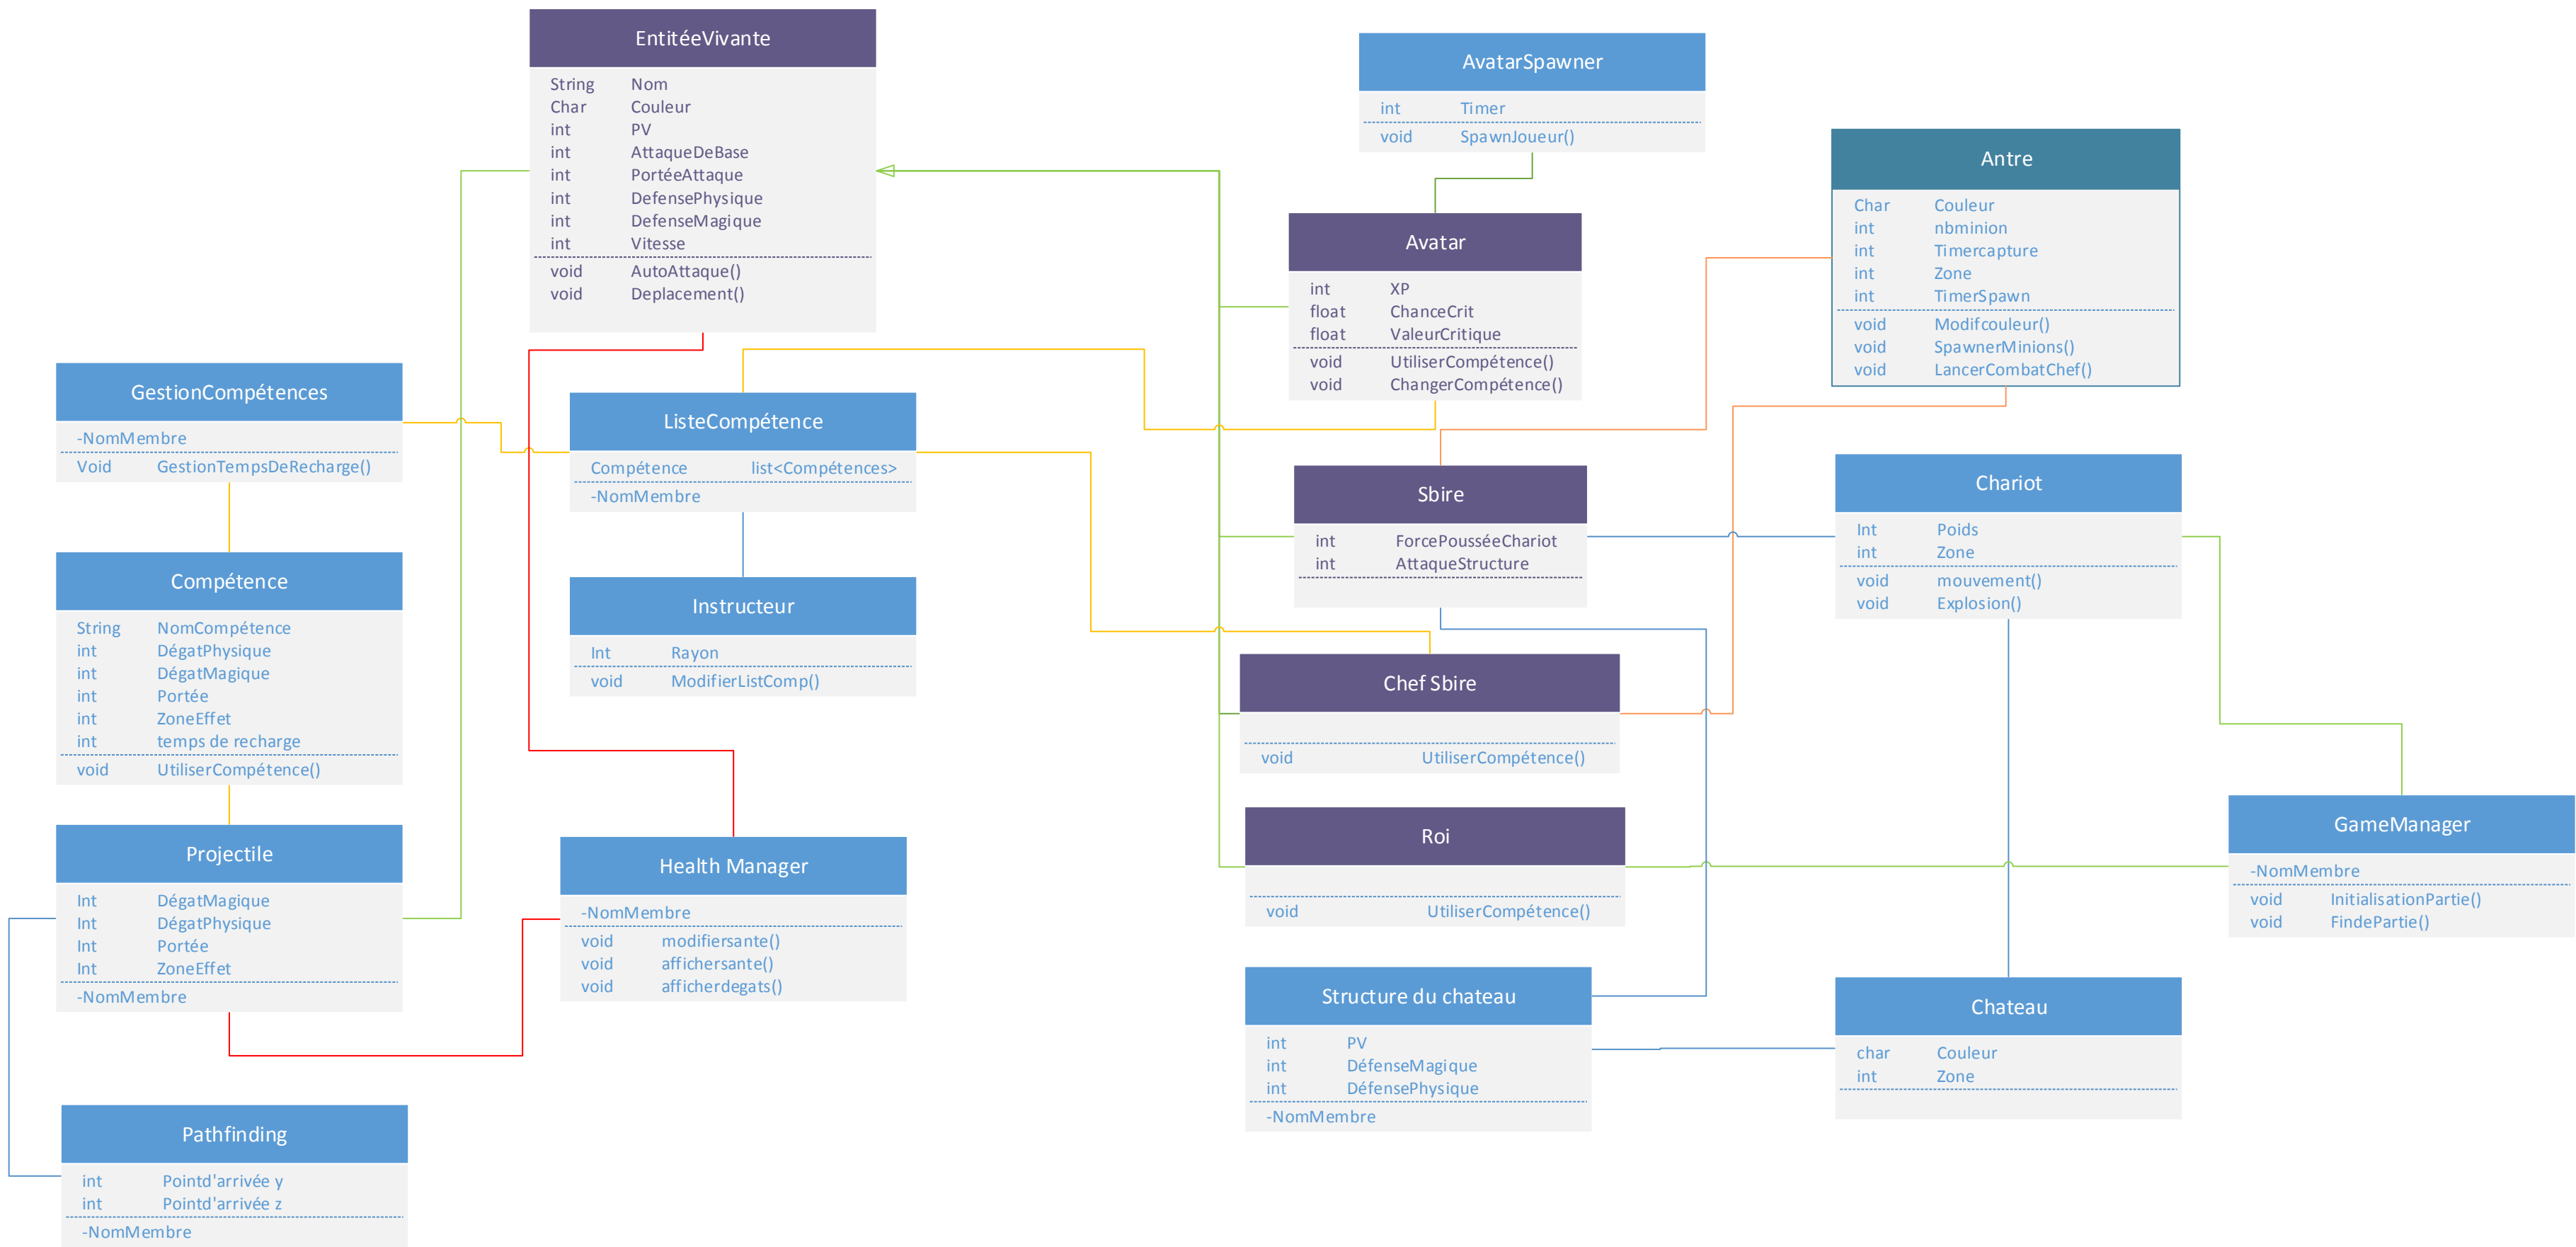 EntitéeVivante
String Nom
Char Couleur
int PV
int AttaqueDeBase
int PortéeAttaque
int DefensePhysique
int DefenseMagique
int Vitesse
void AutoAttaque()
void Deplacement()
AvatarSpawner
int Timer
void SpawnJoueur()
Antre
Char Couleur
int nbminion
int Timercapture
int Zone
int TimerSpawn
void Modifcouleur()
void SpawnerMinions()
void LancerCombatChef()
Avatar
int XP
float ChanceCrit
float ValeurCritique
void UtiliserCompétence()
void ChangerCompétence()
GestionCompétences
-NomMembre
Void GestionTempsDeRecharge()
ListeCompétence
Compétence list<Compétences>
-NomMembre
Sbire
int ForcePousséeChariot
int AttaqueStructure
Chariot
Int Poids
int Zone
void mouvement()
void Explosion()
Compétence
String NomCompétence
int DégatPhysique
int DégatMagique
int Portée
int ZoneEffet
int temps de recharge
void UtiliserCompétence()
Instructeur
Int Rayon
void ModifierListComp()
Chef Sbire
void UtiliserCompétence()
Projectile
Int DégatMagique
Int DégatPhysique
Int Portée
Int ZoneEffet
-NomMembre
Health Manager
-NomMembre
void modifiersante()
void affichersante()
void afficherdegats()
Roi
void UtiliserCompétence()
GameManager
-NomMembre
void InitialisationPartie()
void FindePartie()
Structure du chateau
int PV
int DéfenseMagique
int DéfensePhysique
-NomMembre
Chateau
char Couleur
int Zone
Pathfinding
int Pointd'arrivée y
int Pointd'arrivée z
-NomMembre